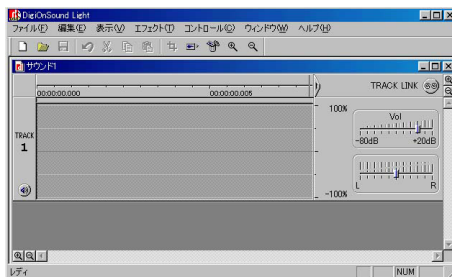 DigiOnSound Light
ファイル(F) 編集(E) 表示(V) エフェクト(T) コントロール(C) ウィンドウ(W) ヘルプ(H)
サウンド1
00:00:00.000 00:00:00.005
TRACK LINK
100%
Vol
-80dB +20dB
TRACK
1
L R
-100%
レディ
NUM